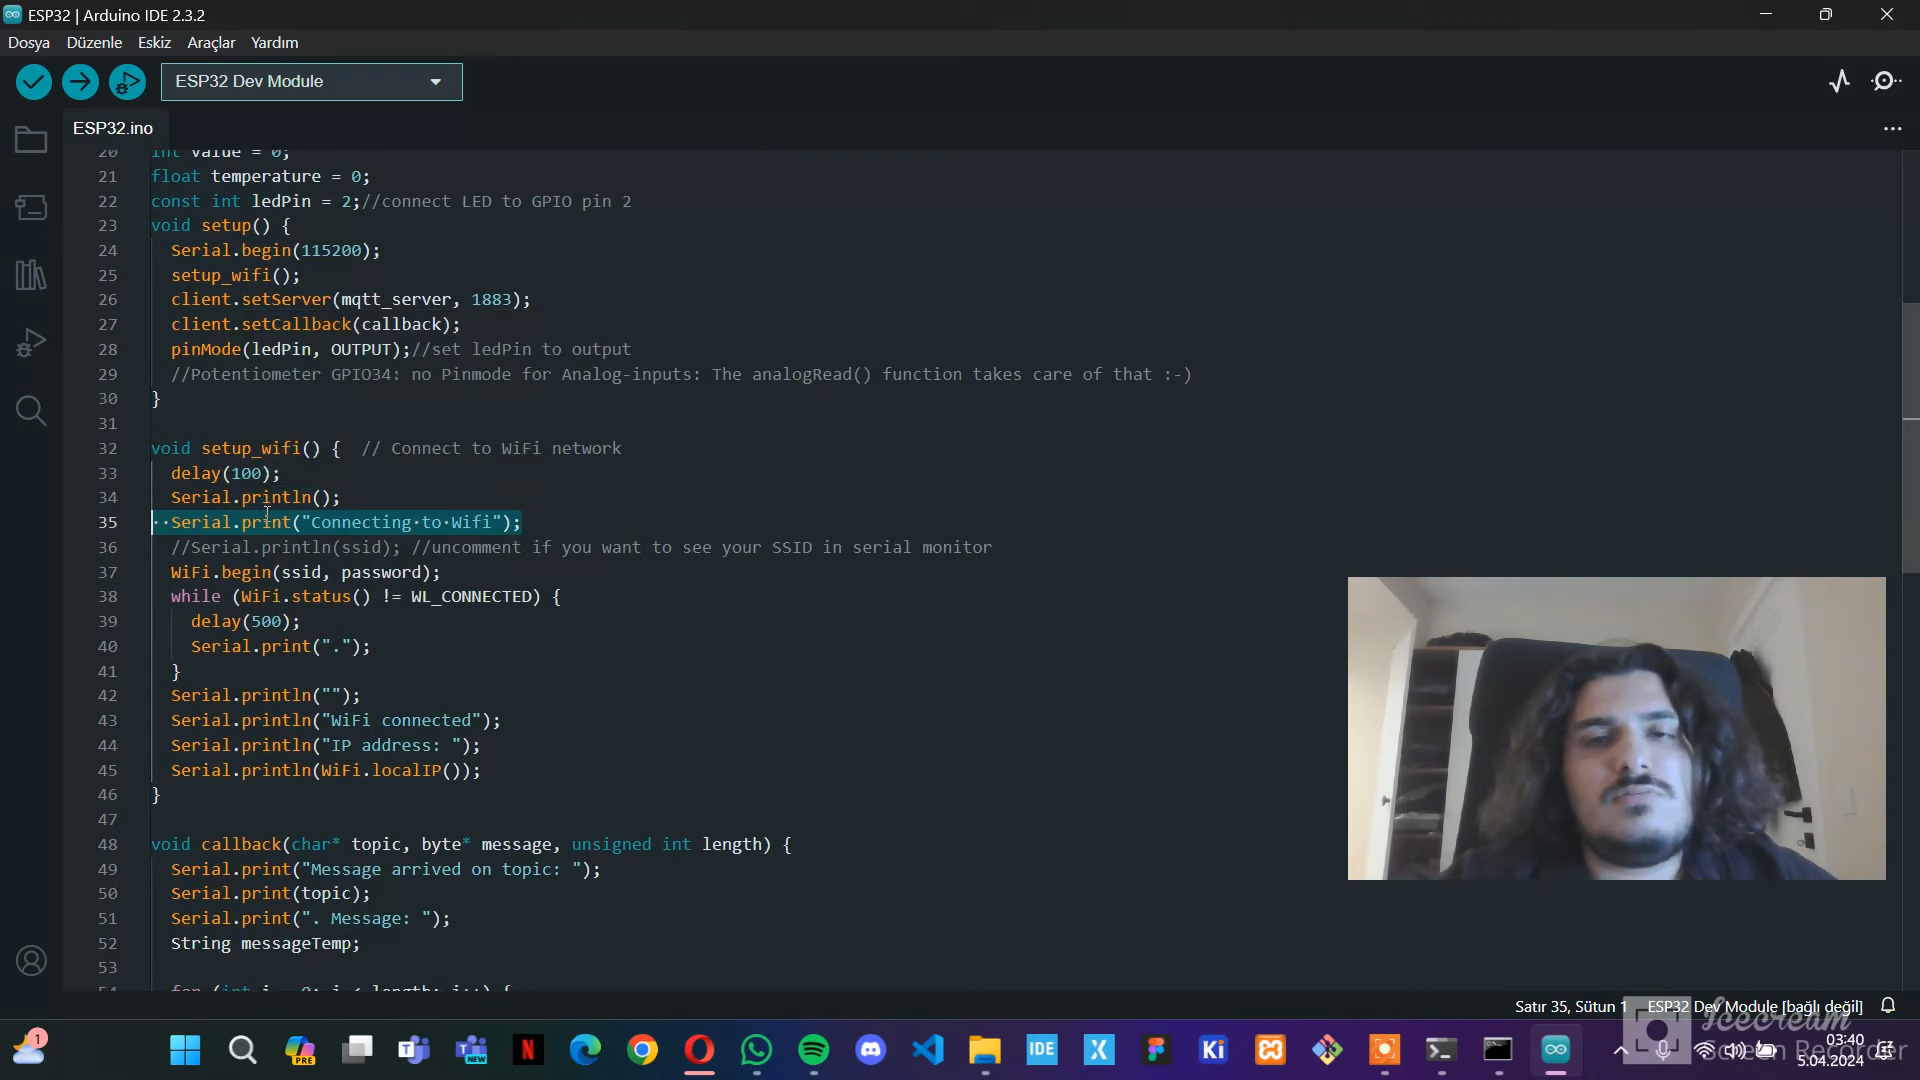 ESP32 | Arduino IDE 2.3.2
Dosya Düzenle Eskiz Araçlar Yardım
ESP32 Dev Module
ESP32.ino
20 int value = 0;
21 float temperature = 0;
22 const int ledPin = 2;//connect LED to GPIO pin 2
23 void setup() {
24 Serial.begin(115200);
25 setup_wifi();
26 client.setServer(mqtt_server, 1883);
27 client.setCallback(callback);
28 pinMode(ledPin, OUTPUT);//set ledPin to output
29 //Potentiometer GPIO34: no Pinmode for Analog-inputs: The analogRead() function takes care of that :-)
30 }
31
32 void setup_wifi() { // Connect to WiFi network
33 delay(100);
34 Serial.println();
35 ··Serial.print("Connecting·to·Wifi");
36 //Serial.println(ssid); //uncomment if you want to see your SSID in serial monitor
37 WiFi.begin(ssid, password);
38 while (WiFi.status() != WL_CONNECTED) {
39 delay(500);
40 Serial.print(".");
41 }
42 Serial.println("");
43 Serial.println("WiFi connected");
44 Serial.println("IP address: ");
45 Serial.println(WiFi.localIP());
46 }
47
48 void callback(char* topic, byte* message, unsigned int length) {
49 Serial.print("Message arrived on topic: ");
50 Serial.print(topic);
51 Serial.print(". Message: ");
52 String messageTemp;
53
54 for (int i = 0; i < length; i++) {
Satır 35, Sütun 1 ESP32 Dev Module [bağlı değil]
Icecream
Screen Recorder
1
PRE
NEW
N
IDE
X
Ki
03:40
5.04.2024